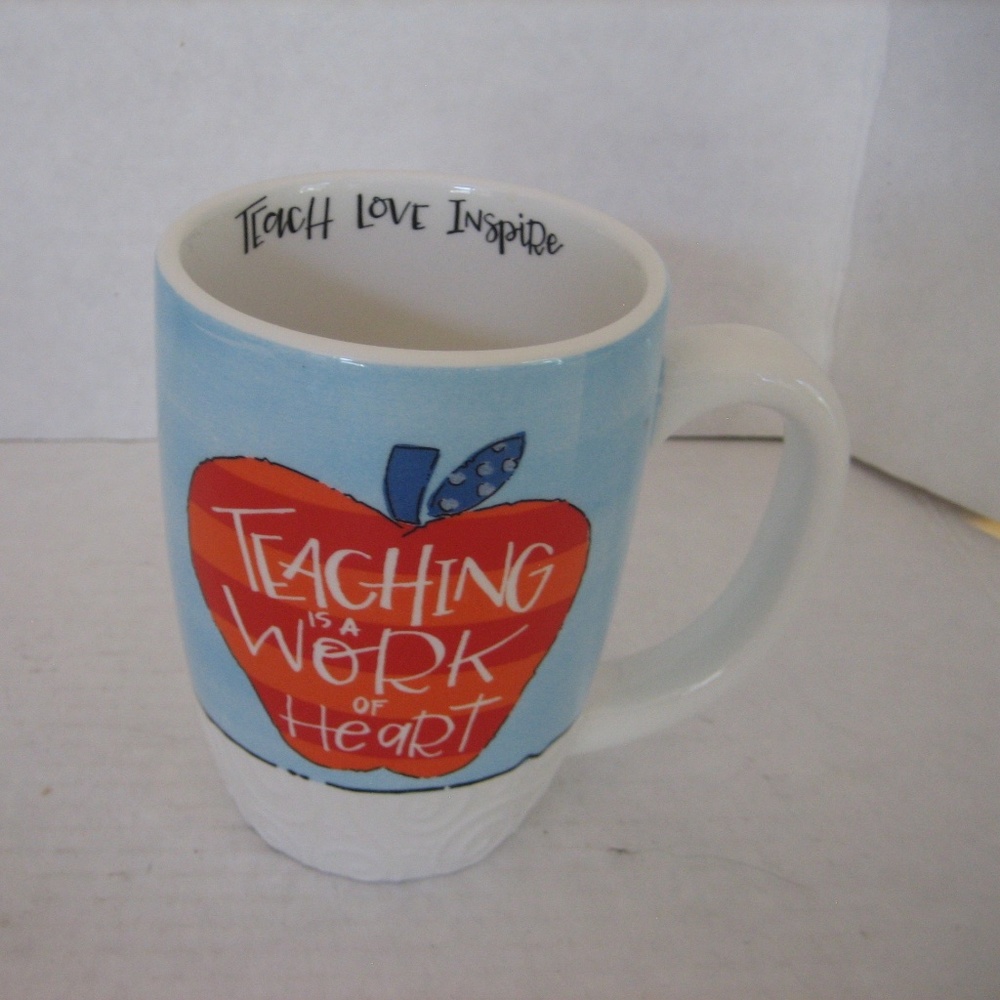 TEacH LOVE INspiRe
TEACHING
IS A
WORK
OF
HeaRT